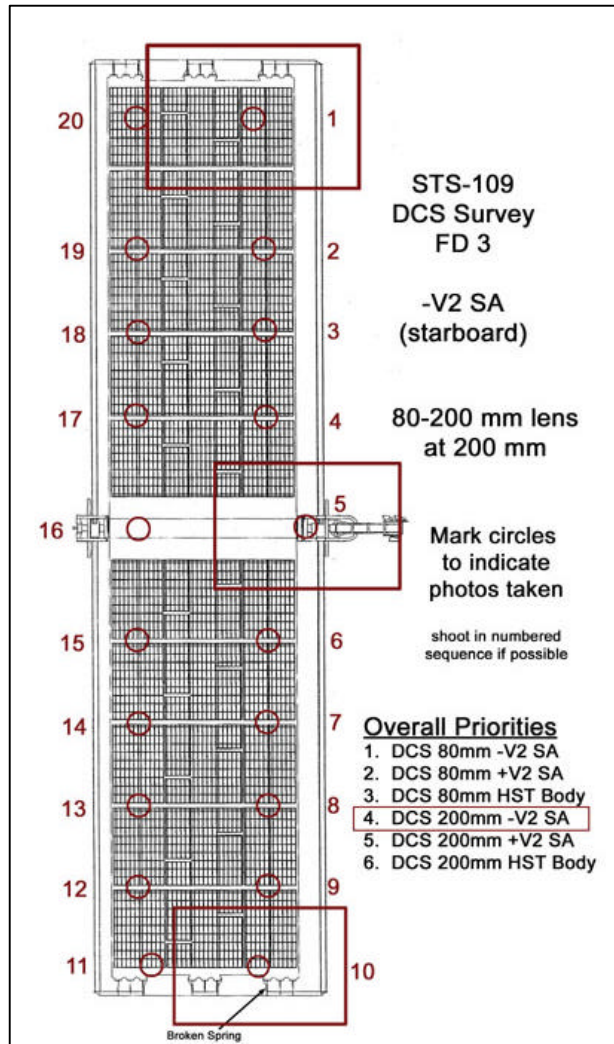 20
1
STS-109
DCS Survey
FD 3
19
2
-V2 SA
(starboard)
18
3
17
4
80-200 mm lens
at 200 mm
5
16
Mark circles
to indicate
photos taken
15
6
shoot in numbered
sequence if possible
14
7
Overall Priorities
1. DCS 80mm -V2 SA
2. DCS 80mm +V2 SA
3. DCS 80mm HST Body
4. DCS 200mm -V2 SA
5. DCS 200mm +V2 SA
6. DCS 200mm HST Body
13
8
12
9
11
10
Broken Spring